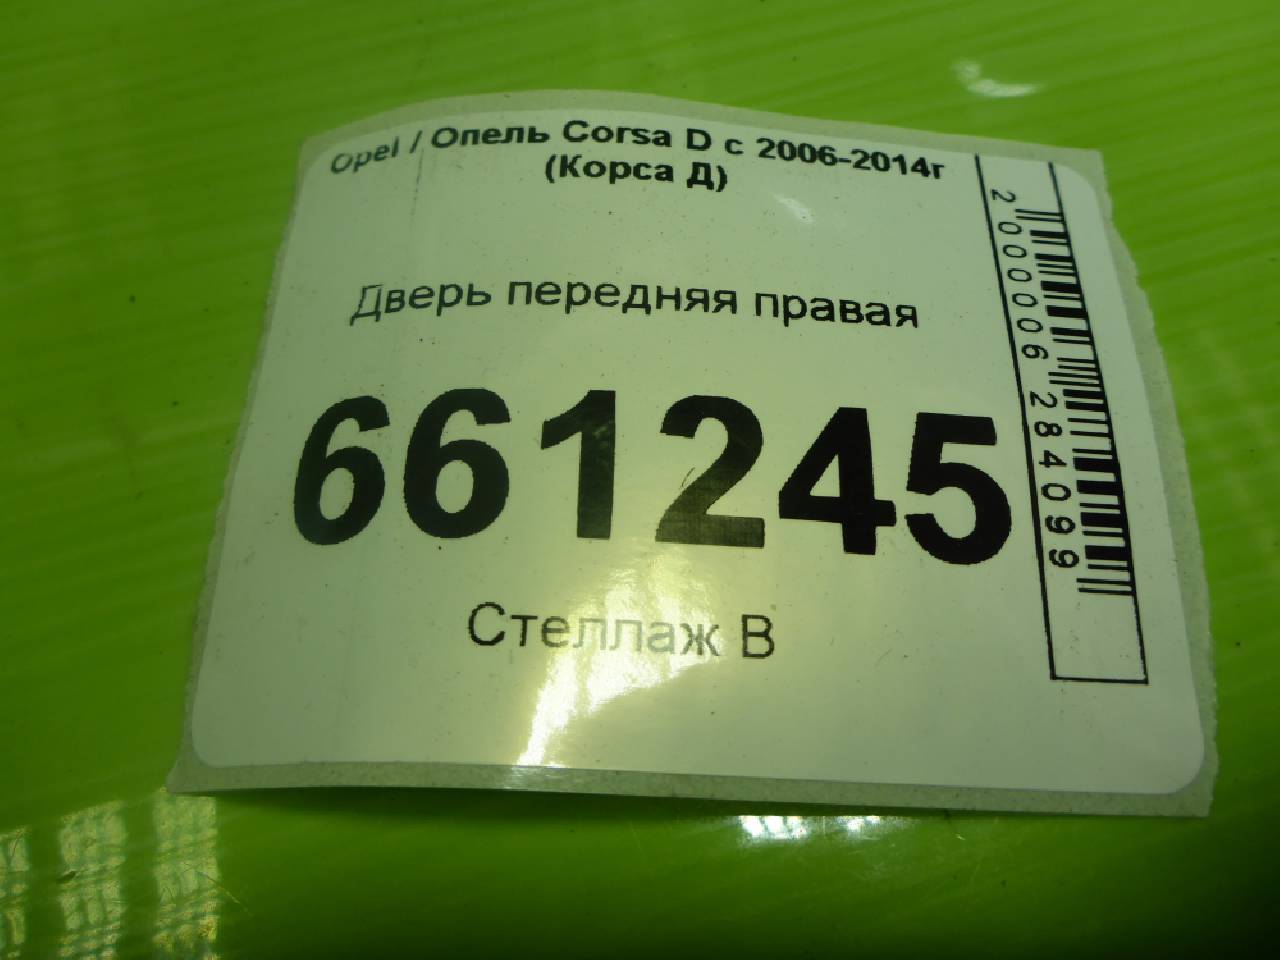 Opel / Опель Corsa D с 2006-2014г
(Корса Д)
Дверь передняя правая
661245
Стеллаж В
2000006284099